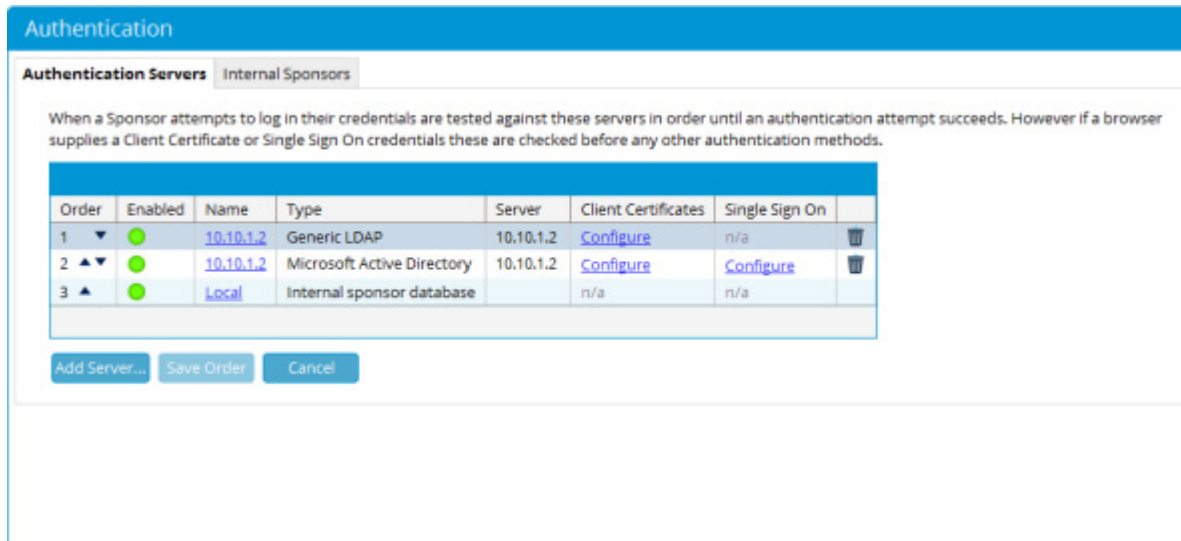 Authentication
Authentication Servers Internal Sponsors
When a Sponsor attempts to log in their credentials are tested against these servers in order until an authentication attempt succeeds. However if a browser
supplies a Client Certificate or Single Sign On credentials these are checked before any other authentication methods.
Order Enabled Name Type Server Client Certificates Single Sign On
1 10.10.1.2 Generic LDAP 10.10.1.2 Configure n/a
2 10.10.1.2 Microsoft Active Directory 10.10.1.2 Configure Configure
3 Local Internal sponsor database n/a n/a
Add Server... Save Order Cancel